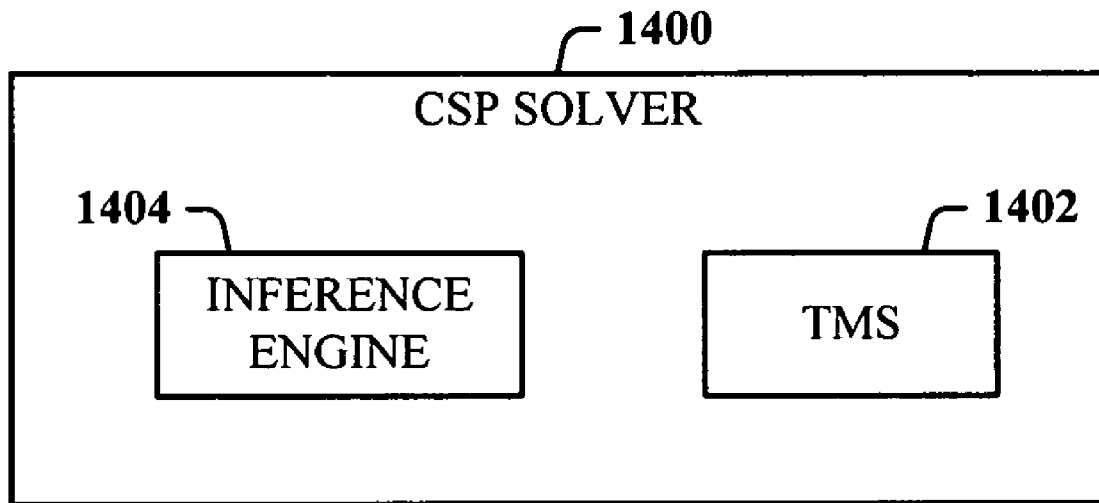 1400
CSP SOLVER
1404
1402
INFERENCE
ENGINE
TMS